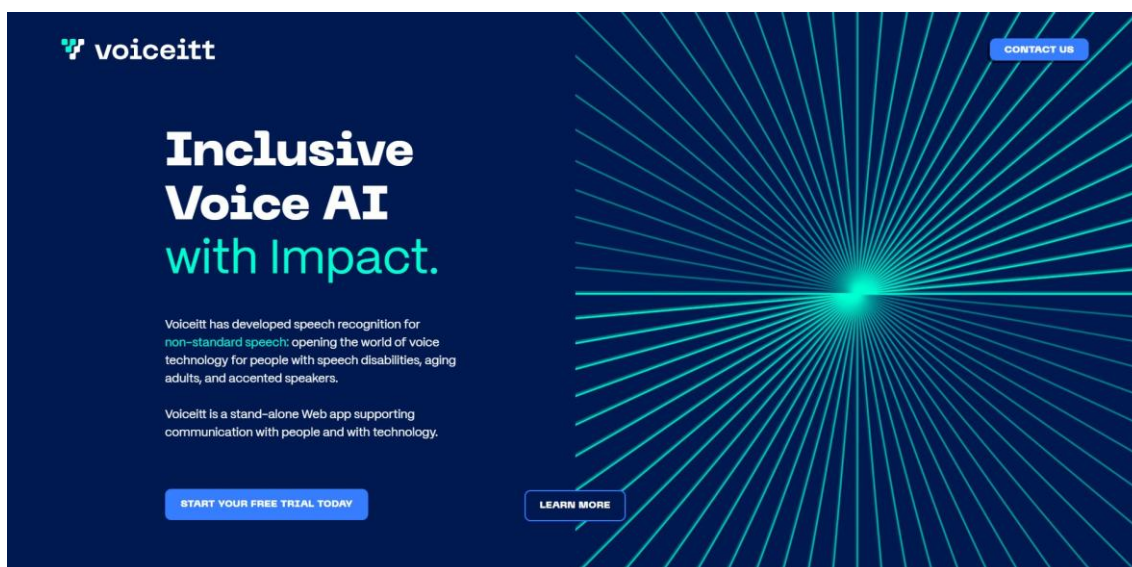 voiceitt
CONTACT US
Inclusive
Voice AI
with Impact.
Voiceitt has developed speech recognition for
non-standard speech: opening the world of voice
technology for people with speech disabilities, aging
adults, and accented speakers.
Voiceitt is a stand-alone Web app supporting
communication with people and with technology.
START YOUR FREE TRIAL TODAY
LEARN MORE